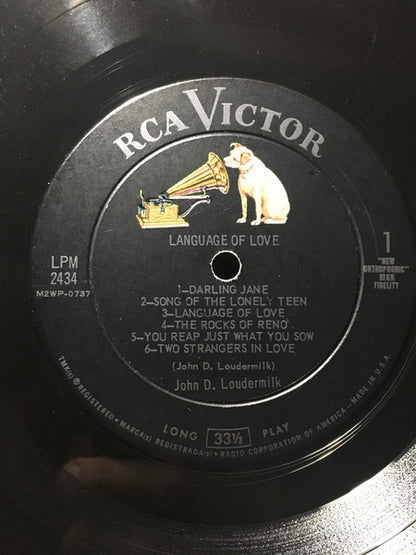 RCA VICTOR
LANGUAGE OF LOVE
LPM
2434
M2WP-0737
1
"NEW
ORTHOPHONIC"
HIGH
FIDELITY
1—DARLING JANE
2—SONG OF THE LONELY TEEN
3—LANGUAGE OF LOVE
4—THE ROCKS OF RENO
5—YOU REAP JUST WHAT YOU SOW
6—TWO STRANGERS IN LOVE
(John D. Loudermilk)
John D. Loudermilk
LONG 33⅓ PLAY
TMK(s) ® REGISTERED • MARCA(s) REGISTRADA(s) • RADIO CORPORATION OF AMERICA — MADE IN U.S.A.